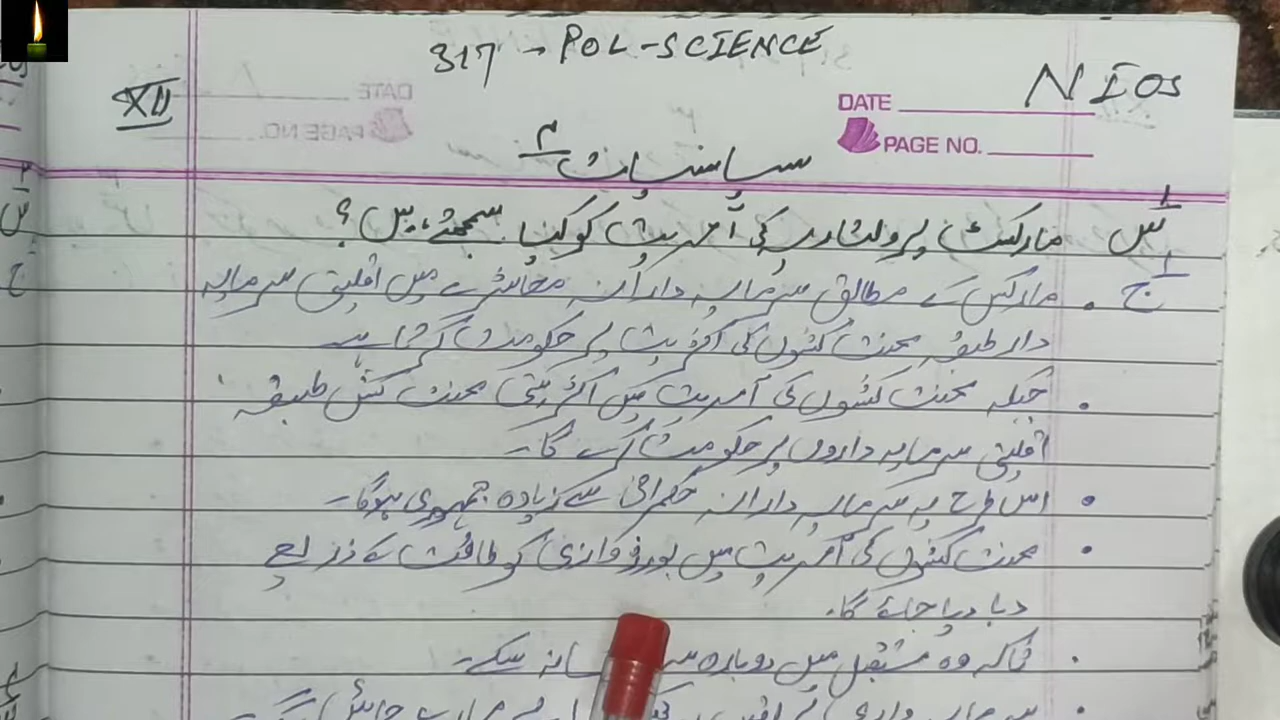 317 → POL-SCIENCE
NIOS
XII
DATE
PAGE NO.
سیاسیات ۲
س۱ مارکسٹ پرولتاریہ کی آمریت کو کیا سمجھتے ہیں؟
ج۱ • مارکس کے مطابق سرمایہ دارانہ معاشرے میں اقلیتی سرمایہ
دار طبقہ محنت کشوں کی اکثریت پر حکومت کرتا ہے
• جبکہ محنت کشوں کی آمریت میں اکثریتی محنت کش طبقہ
اقلیتی سرمایہ داروں پر حکومت کرے گا۔
• اس طرح یہ سرمایہ دارانہ حکمرانی سے زیادہ جمہوری ہوگا۔
• محنت کشوں کی آمریت میں بورژوازی کو طاقت کے ذریعے
دبا دیا جائے گا۔
• تاکہ وہ مستقبل میں دوبارہ نہ سکے۔